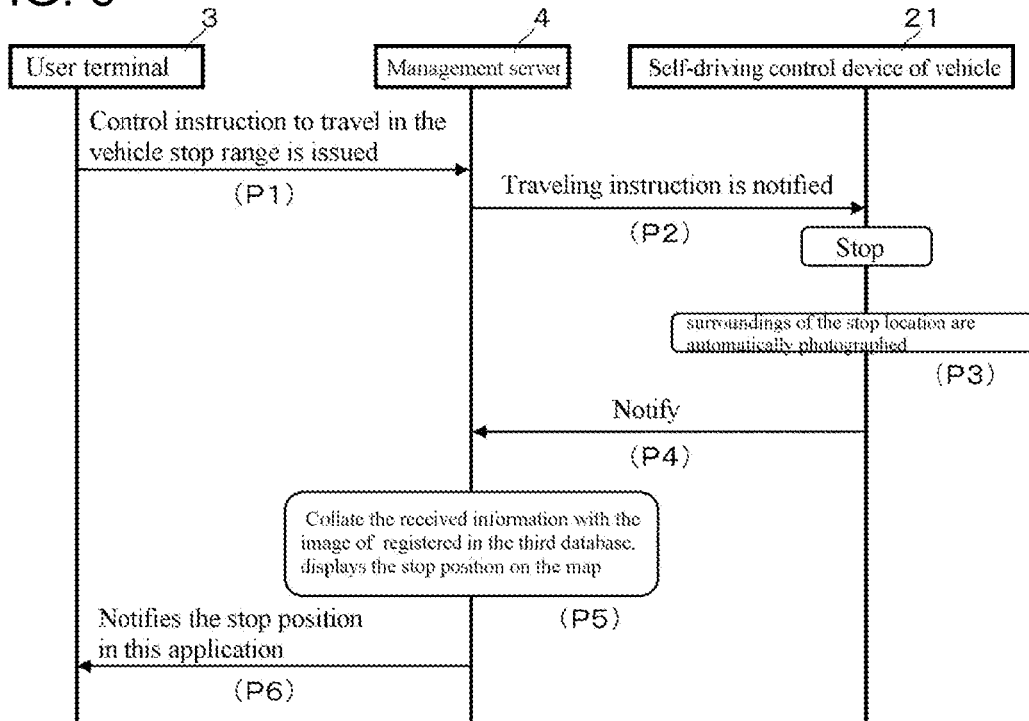 3
4
21
User terminal
Management server
Self-driving control device of vehicle
Control instruction to travel in the
vehicle stop range is issued
(P1)
Traveling instruction is notified
(P2)
Stop
surroundings of the stop location are
automatically photographed
(P3)
Notify
(P4)
Collate the received information with the
image of registered in the third database,
displays the stop position on the map
(P5)
Notifies the stop position
in this application
(P6)